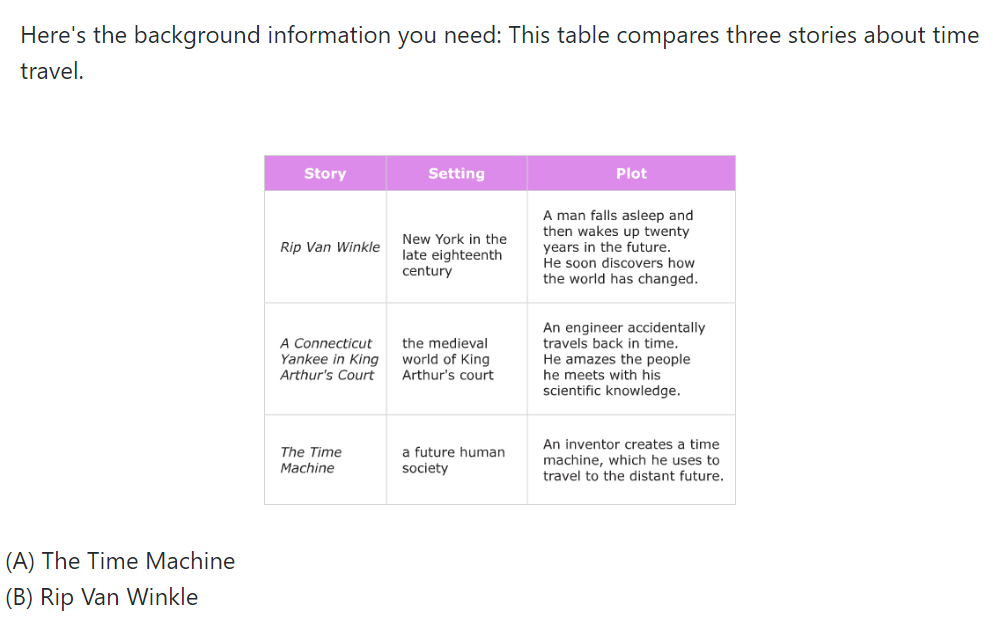 Here's the background information you need: This table compares three stories about time
travel.
Story
Setting
Plot
Rip Van Winkle
New York in the
late eighteenth
century
A man falls asleep and
then wakes up twenty
years in the future.
He soon discovers how
the world has changed.
A Connecticut
Yankee in King
Arthur's Court
the medieval
world of King
Arthur's court
An engineer accidentally
travels back in time.
He amazes the people
he meets with his
scientific knowledge.
The Time
Machine
a future human
society
An inventor creates a time
machine, which he uses to
travel to the distant future.
(A) The Time Machine
(B) Rip Van Winkle